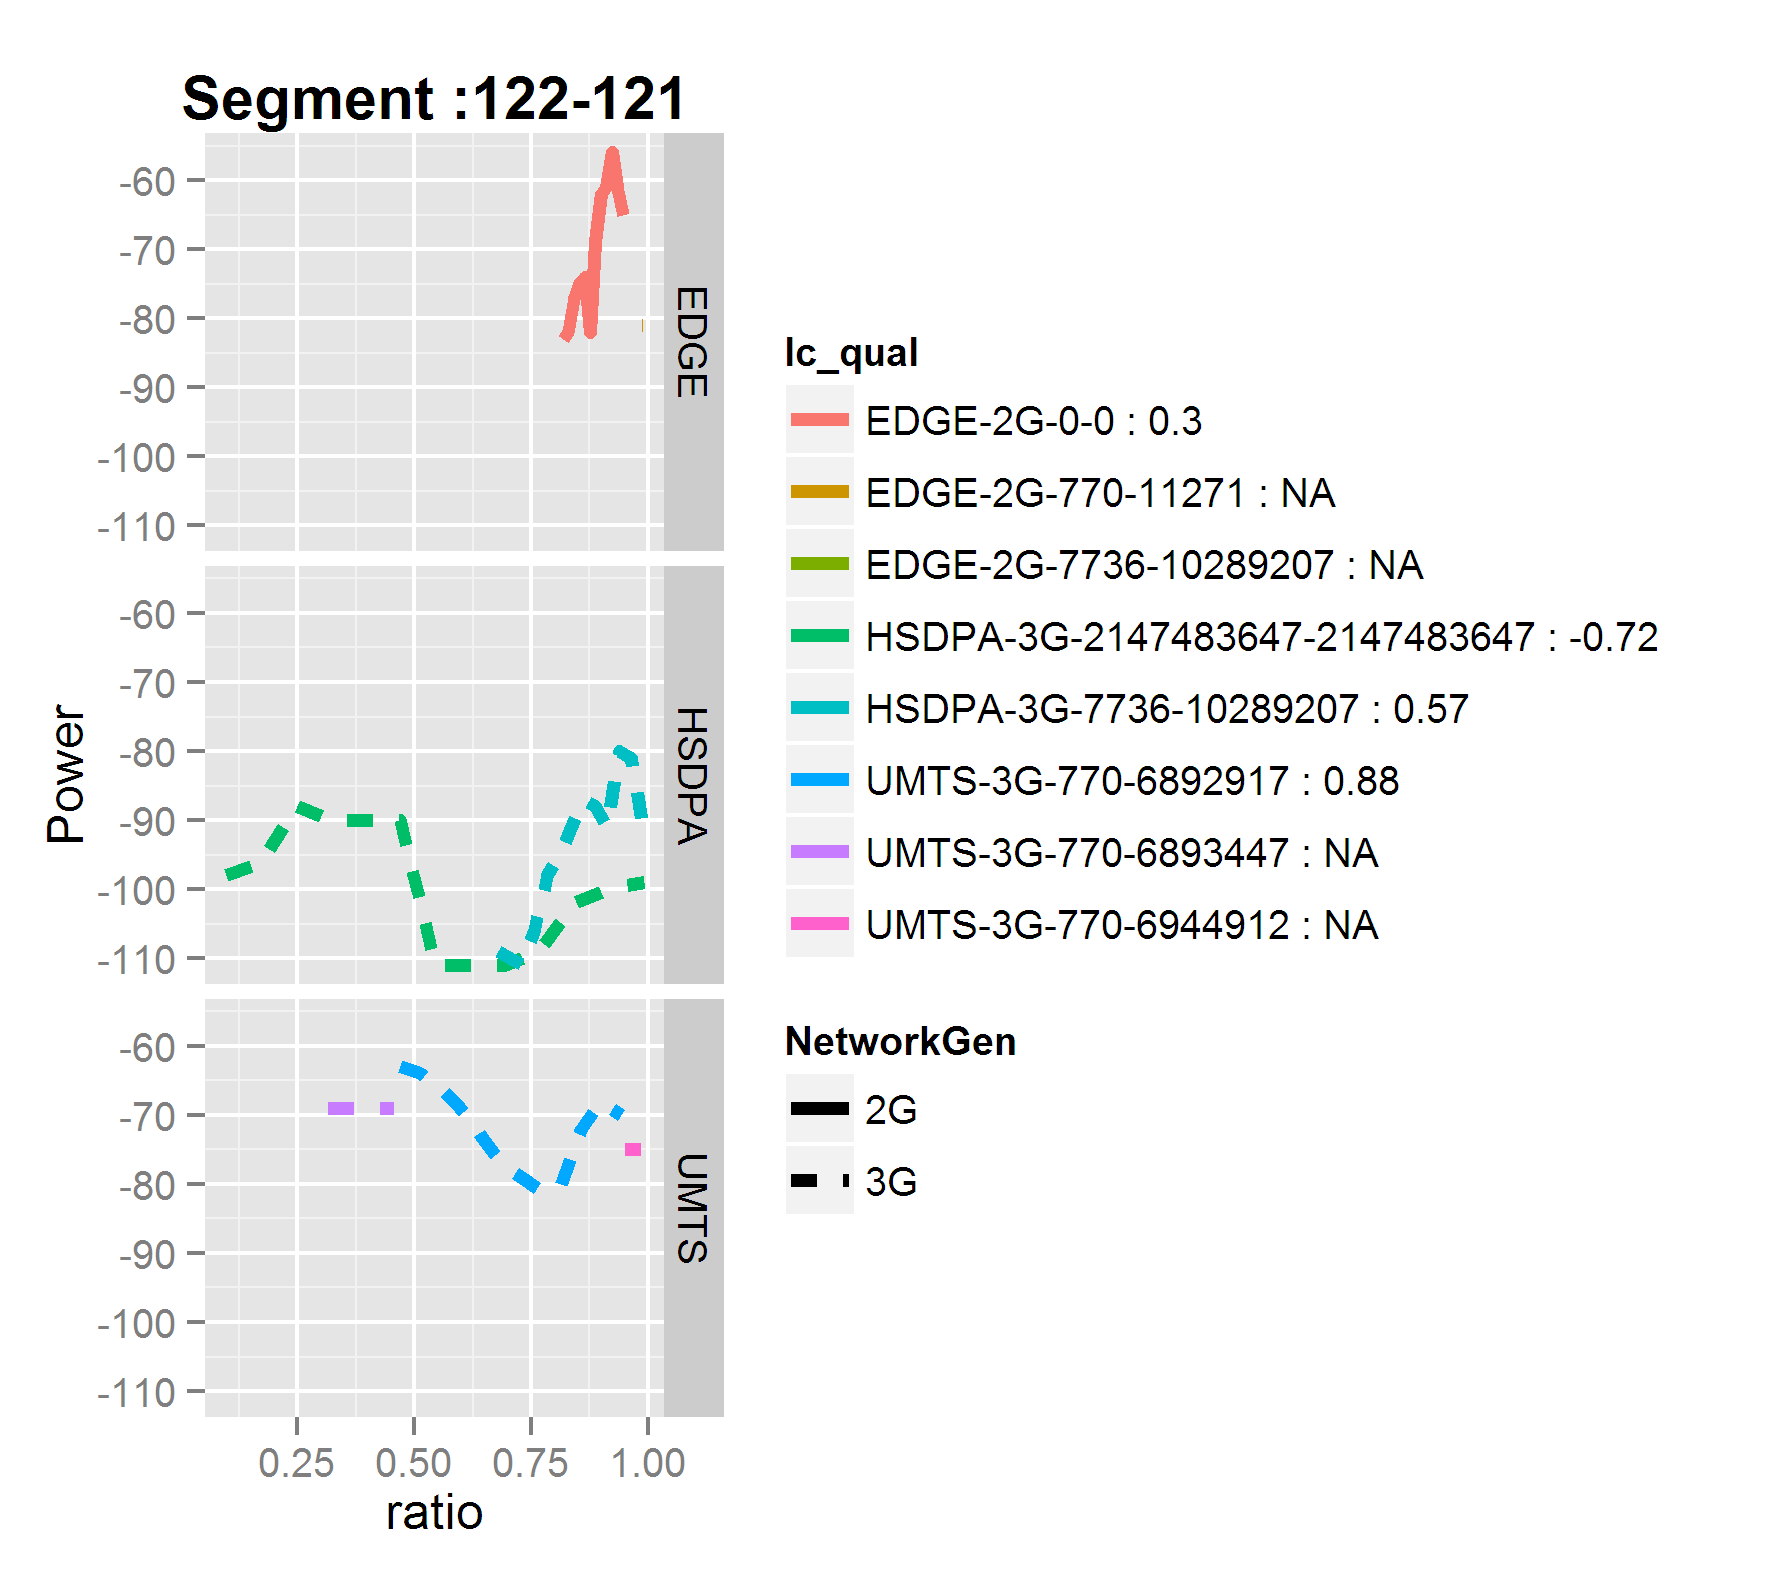 Segment :122-121
-60
-70
-80
-90
-100
-110
EDGE
-60
-70
-80
-90
-100
-110
HSDPA
-60
-70
-80
-90
-100
-110
UMTS
Power
0.25 0.50 0.75 1.00
ratio
lc_qual
EDGE-2G-0-0 : 0.3
EDGE-2G-770-11271 : NA
EDGE-2G-7736-10289207 : NA
HSDPA-3G-2147483647-2147483647 : -0.72
HSDPA-3G-7736-10289207 : 0.57
UMTS-3G-770-6892917 : 0.88
UMTS-3G-770-6893447 : NA
UMTS-3G-770-6944912 : NA
NetworkGen
2G
3G